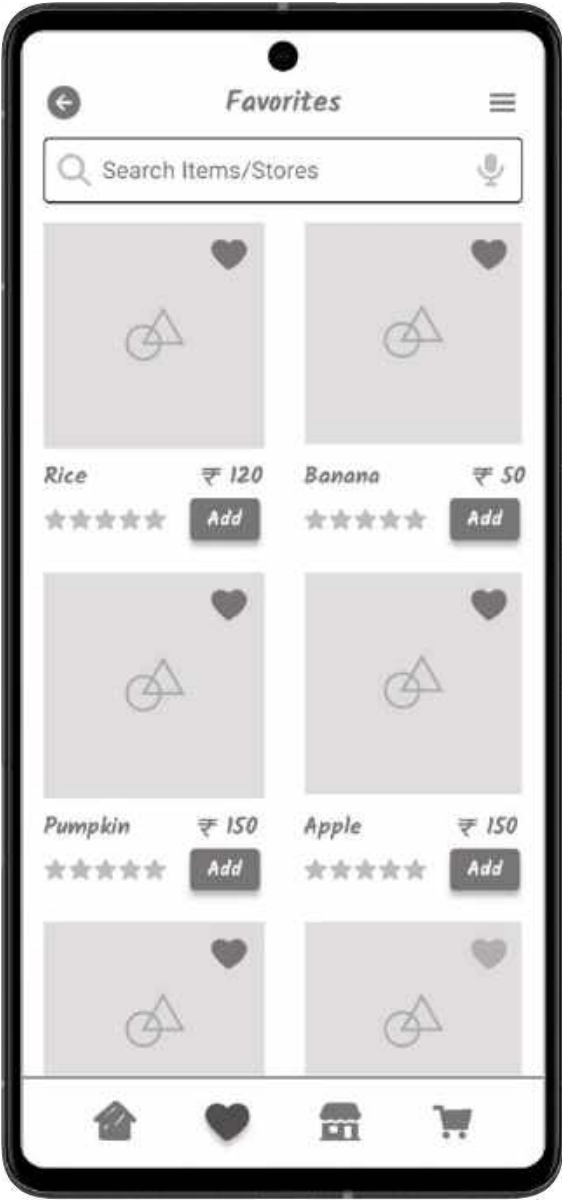 Favorites
Search Items/Stores
Rice ₹ 120
Banana ₹ 50
Add
Add
Pumpkin ₹ 150
Apple ₹ 150
Add
Add